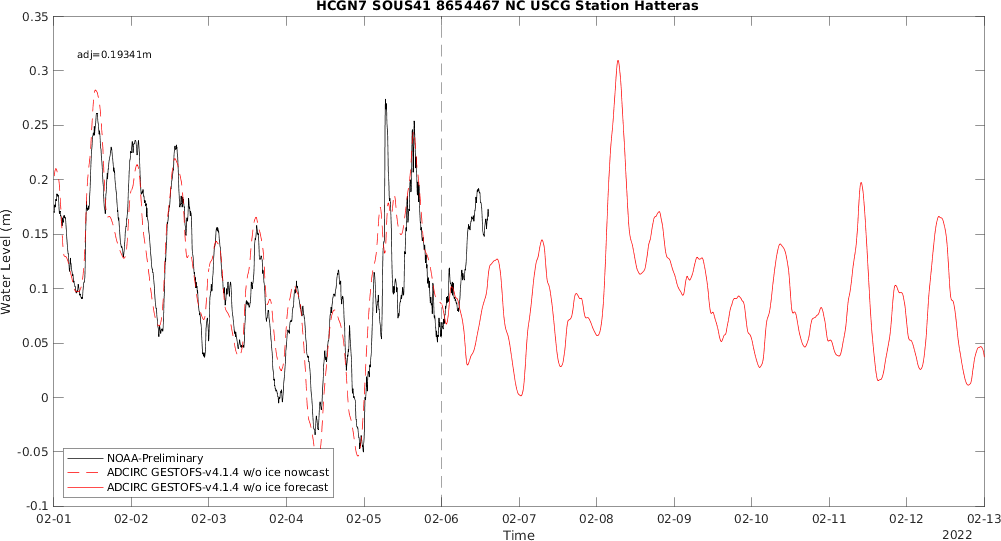 HCGN7 SOUS41 8654467 NC USCG Station Hatteras
0.35
adj=0.19341m
0.3
0.25
0.2
0.15
0.1
0.05
0
-0.05
-0.1
Water Level (m)
NOAA-Preliminary
ADCIRC GESTOFS-v4.1.4 w/o ice nowcast
ADCIRC GESTOFS-v4.1.4 w/o ice forecast
02-01 02-02 02-03 02-04 02-05 02-06 02-07 02-08 02-09 02-10 02-11 02-12 02-13
Time
2022